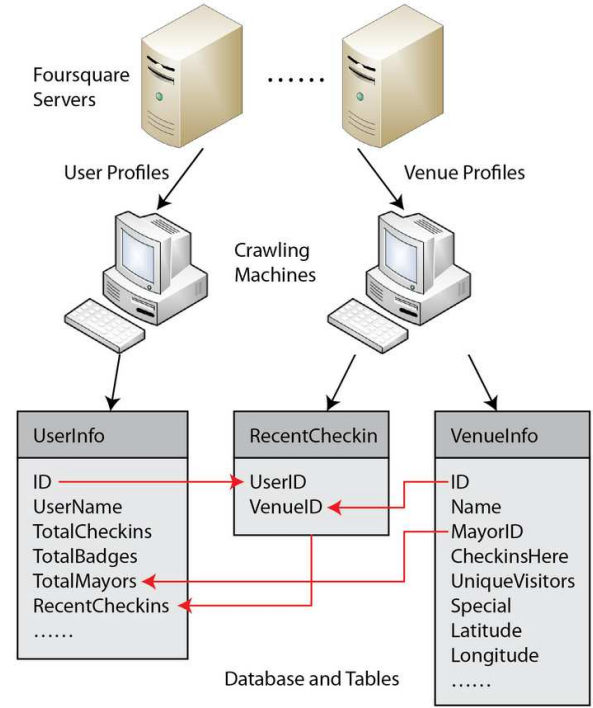 Foursquare
Servers
......
User Profiles
Venue Profiles
Crawling
Machines
UserInfo
ID
UserName
TotalCheckins
TotalBadges
TotalMayors
RecentCheckins
......
RecentCheckin
UserID
VenueID
VenueInfo
ID
Name
MayorID
CheckinsHere
UniqueVisitors
Special
Latitude
Longitude
......
Database and Tables